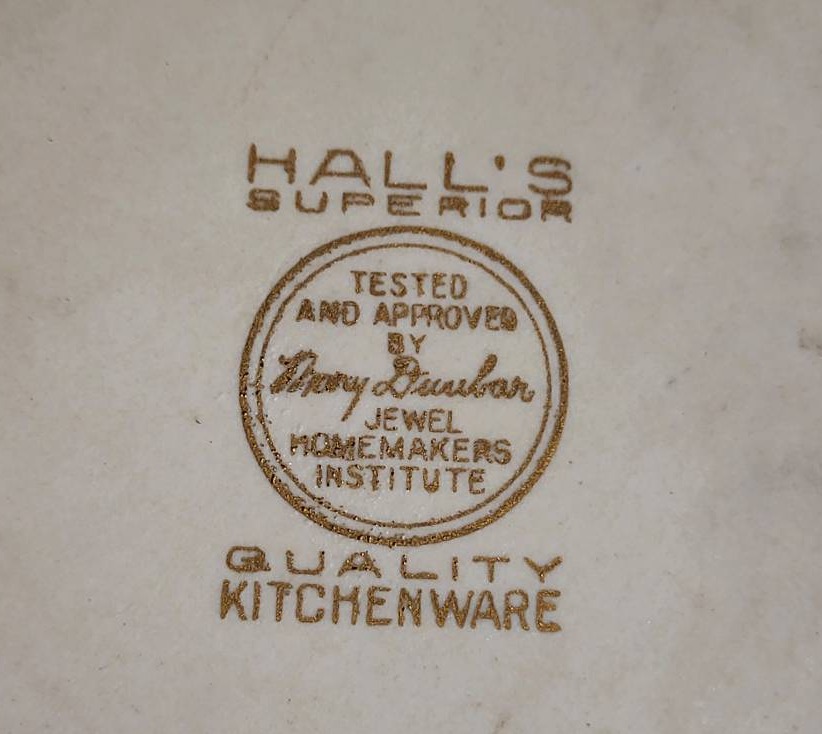 HALL'S
SUPERIOR
TESTED
AND APPROVED
BY
Mary Dunbar
JEWEL
HOMEMAKERS
INSTITUTE
QUALITY
KITCHENWARE